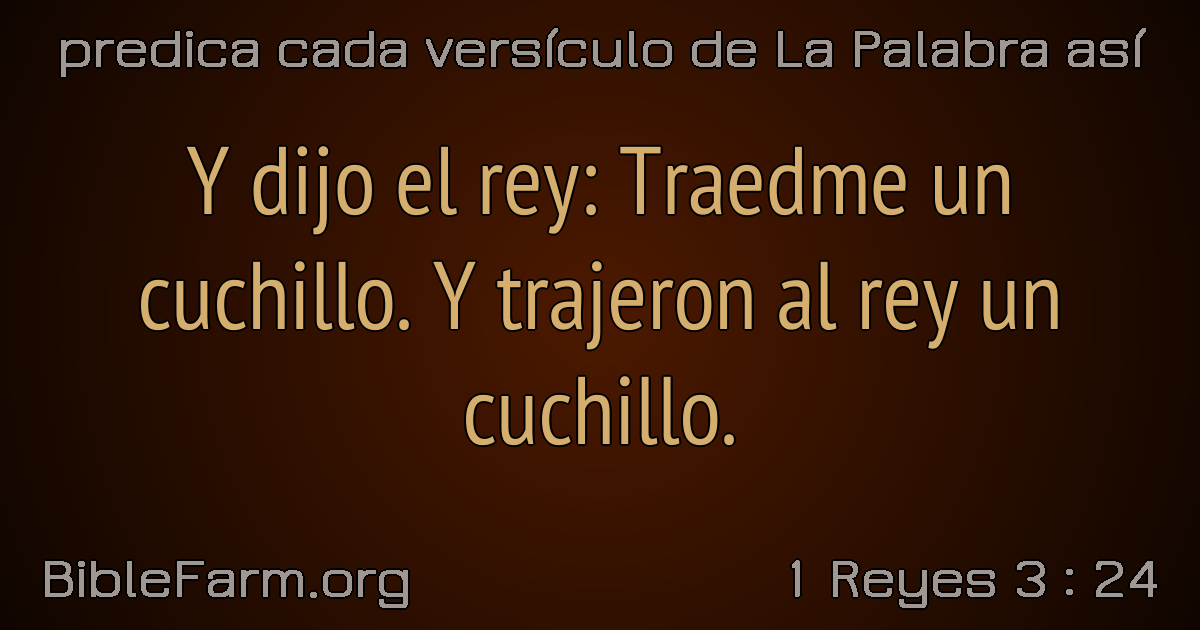 predica cada versículo de La Palabra así
Y dijo el rey: Traedme un
cuchillo. Y trajeron al rey un
cuchillo.
BibleFarm.org
1 Reyes 3 : 24